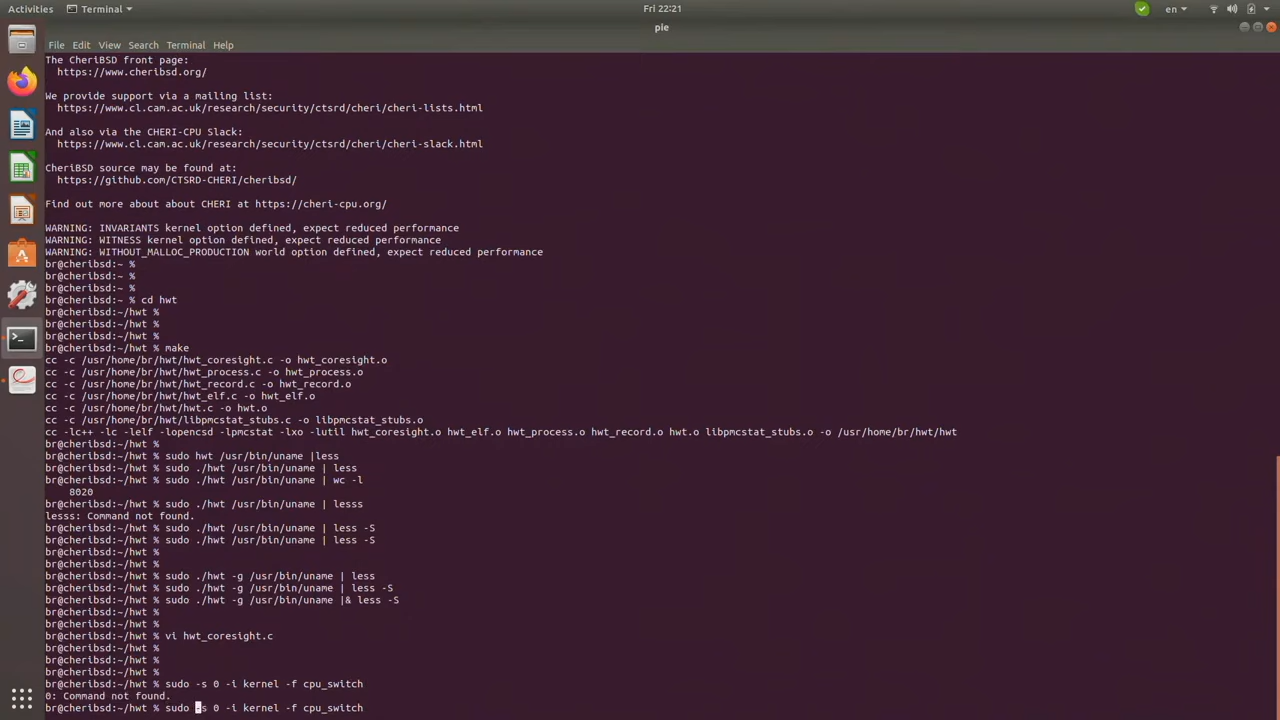 Activities
Terminal
Fri 22:21
en
pie
File Edit View Search Terminal Help
The CheriBSD front page:
https://www.cheribsd.org/
We provide support via a mailing list:
https://www.cl.cam.ac.uk/research/security/ctsrd/cheri/cheri-lists.html
And also via the CHERI-CPU Slack:
https://www.cl.cam.ac.uk/research/security/ctsrd/cheri/cheri-slack.html
CheriBSD source may be found at:
https://github.com/CTSRD-CHERI/cheribsd/
Find out more about about CHERI at https://cheri-cpu.org/
WARNING: INVARIANTS kernel option defined, expect reduced performance
WARNING: WITNESS kernel option defined, expect reduced performance
WARNING: WITHOUT_MALLOC_PRODUCTION world option defined, expect reduced performance
br@cheribsd:~ %
br@cheribsd:~ %
br@cheribsd:~ %
br@cheribsd:~ % cd hwt
br@cheribsd:~/hwt %
br@cheribsd:~/hwt %
br@cheribsd:~/hwt %
br@cheribsd:~/hwt % make
cc -c /usr/home/br/hwt/hwt_coresight.c -o hwt_coresight.o
cc -c /usr/home/br/hwt/hwt_process.c -o hwt_process.o
cc -c /usr/home/br/hwt/hwt_record.c -o hwt_record.o
cc -c /usr/home/br/hwt/hwt_elf.c -o hwt_elf.o
cc -c /usr/home/br/hwt/hwt.c -o hwt.o
cc -c /usr/home/br/hwt/libpmcstat_stubs.c -o libpmcstat_stubs.o
cc -lc++ -lc -lelf -lopencsd -lpmcstat -lxo -lutil hwt_coresight.o hwt_elf.o hwt_process.o hwt_record.o hwt.o libpmcstat_stubs.o -o /usr/home/br/hwt/hwt
br@cheribsd:~/hwt %
br@cheribsd:~/hwt % sudo hwt /usr/bin/uname |less
br@cheribsd:~/hwt % sudo ./hwt /usr/bin/uname | less
br@cheribsd:~/hwt % sudo ./hwt /usr/bin/uname | wc -l
8020
br@cheribsd:~/hwt % sudo ./hwt /usr/bin/uname | lesss
lesss: Command not found.
br@cheribsd:~/hwt % sudo ./hwt /usr/bin/uname | less -S
br@cheribsd:~/hwt % sudo ./hwt /usr/bin/uname | less -S
br@cheribsd:~/hwt %
br@cheribsd:~/hwt %
br@cheribsd:~/hwt % sudo ./hwt -g /usr/bin/uname | less
br@cheribsd:~/hwt % sudo ./hwt -g /usr/bin/uname | less -S
br@cheribsd:~/hwt % sudo ./hwt -g /usr/bin/uname |& less -S
br@cheribsd:~/hwt %
br@cheribsd:~/hwt %
br@cheribsd:~/hwt % vi hwt_coresight.c
br@cheribsd:~/hwt %
br@cheribsd:~/hwt %
br@cheribsd:~/hwt %
br@cheribsd:~/hwt % sudo -s 0 -i kernel -f cpu_switch
0: Command not found.
br@cheribsd:~/hwt % sudo -s 0 -i kernel -f cpu_switch